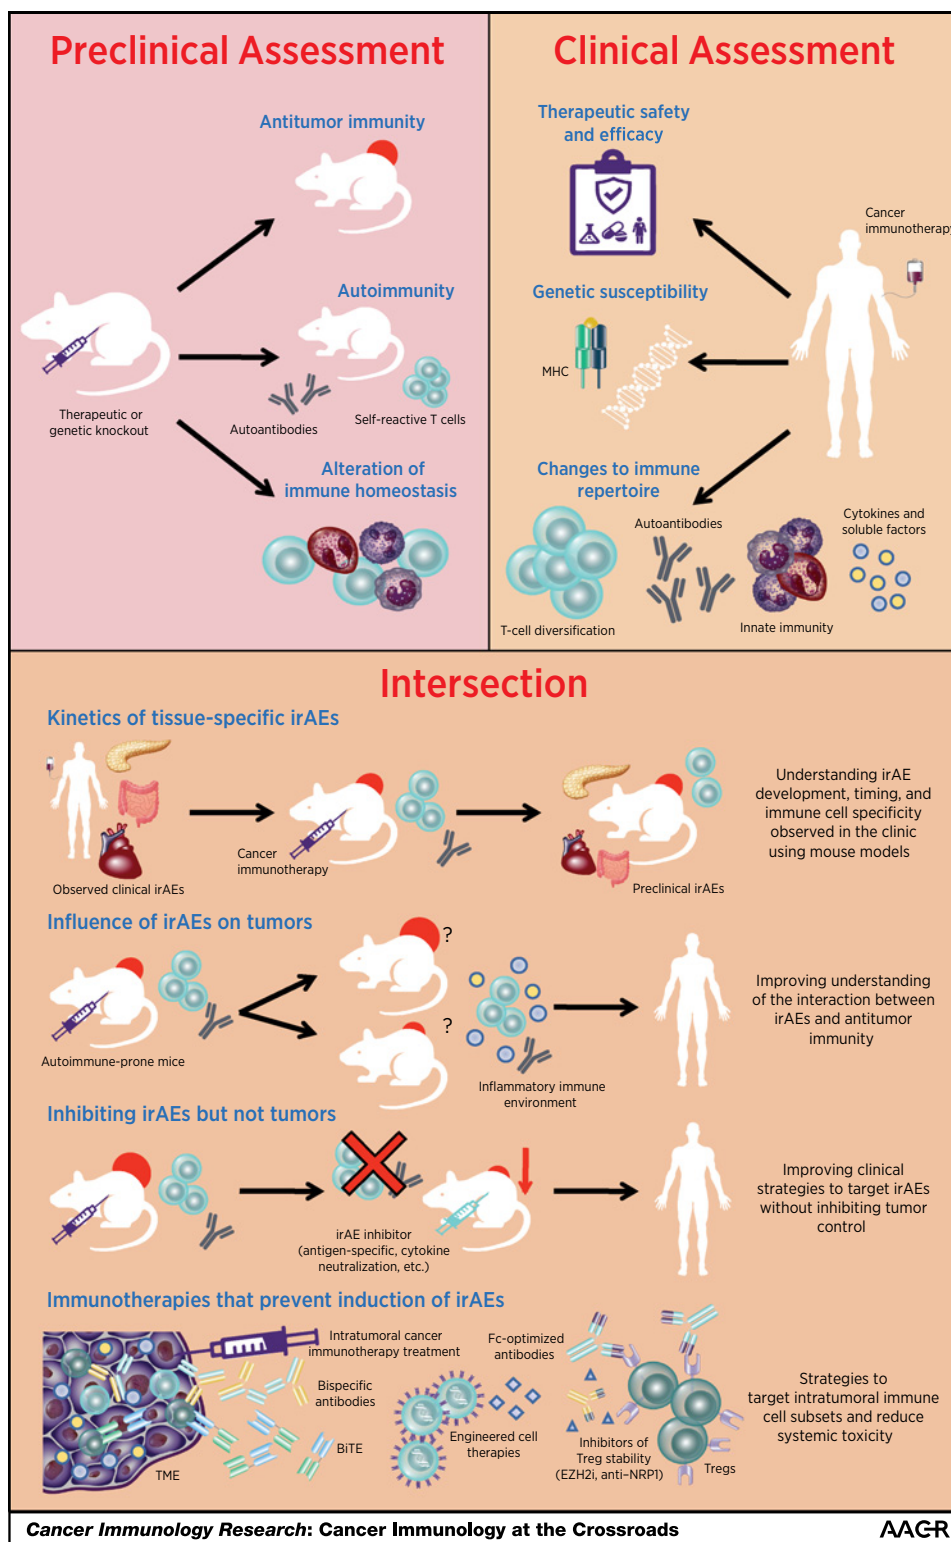 Preclinical Assessment
Antitumor immunity
Autoimmunity
Therapeutic or
genetic knockout
Autoantibodies
Self-reactive T cells
Alteration of
immune homeostasis
Clinical Assessment
Therapeutic safety
and efficacy
Cancer
immunotherapy
Genetic susceptibility
MHC
Changes to immune
repertoire
Autoantibodies
Cytokines and
soluble factors
T-cell diversification
Innate immunity
Intersection
Kinetics of tissue-specific irAEs
Cancer
immunotherapy
Observed clinical irAEs
Preclinical irAEs
Understanding irAE
development, timing, and
immune cell specificity
observed in the clinic
using mouse models
Influence of irAEs on tumors
?
?
Autoimmune-prone mice
Inflammatory immune
environment
Improving understanding
of the interaction between
irAEs and antitumor
immunity
Inhibiting irAEs but not tumors
irAE inhibitor
(antigen-specific, cytokine
neutralization, etc.)
Improving clinical
strategies to target irAEs
without inhibiting tumor
control
Immunotherapies that prevent induction of irAEs
Intratumoral cancer
immunotherapy treatment
Bispecific
antibodies
BiTE
TME
Fc-optimized
antibodies
Engineered cell
therapies
Inhibitors of
Treg stability
(EZH2i, anti–NRP1)
Tregs
Strategies to
target intratumoral immune
cell subsets and reduce
systemic toxicity
Cancer Immunology Research: Cancer Immunology at the Crossroads
AACR